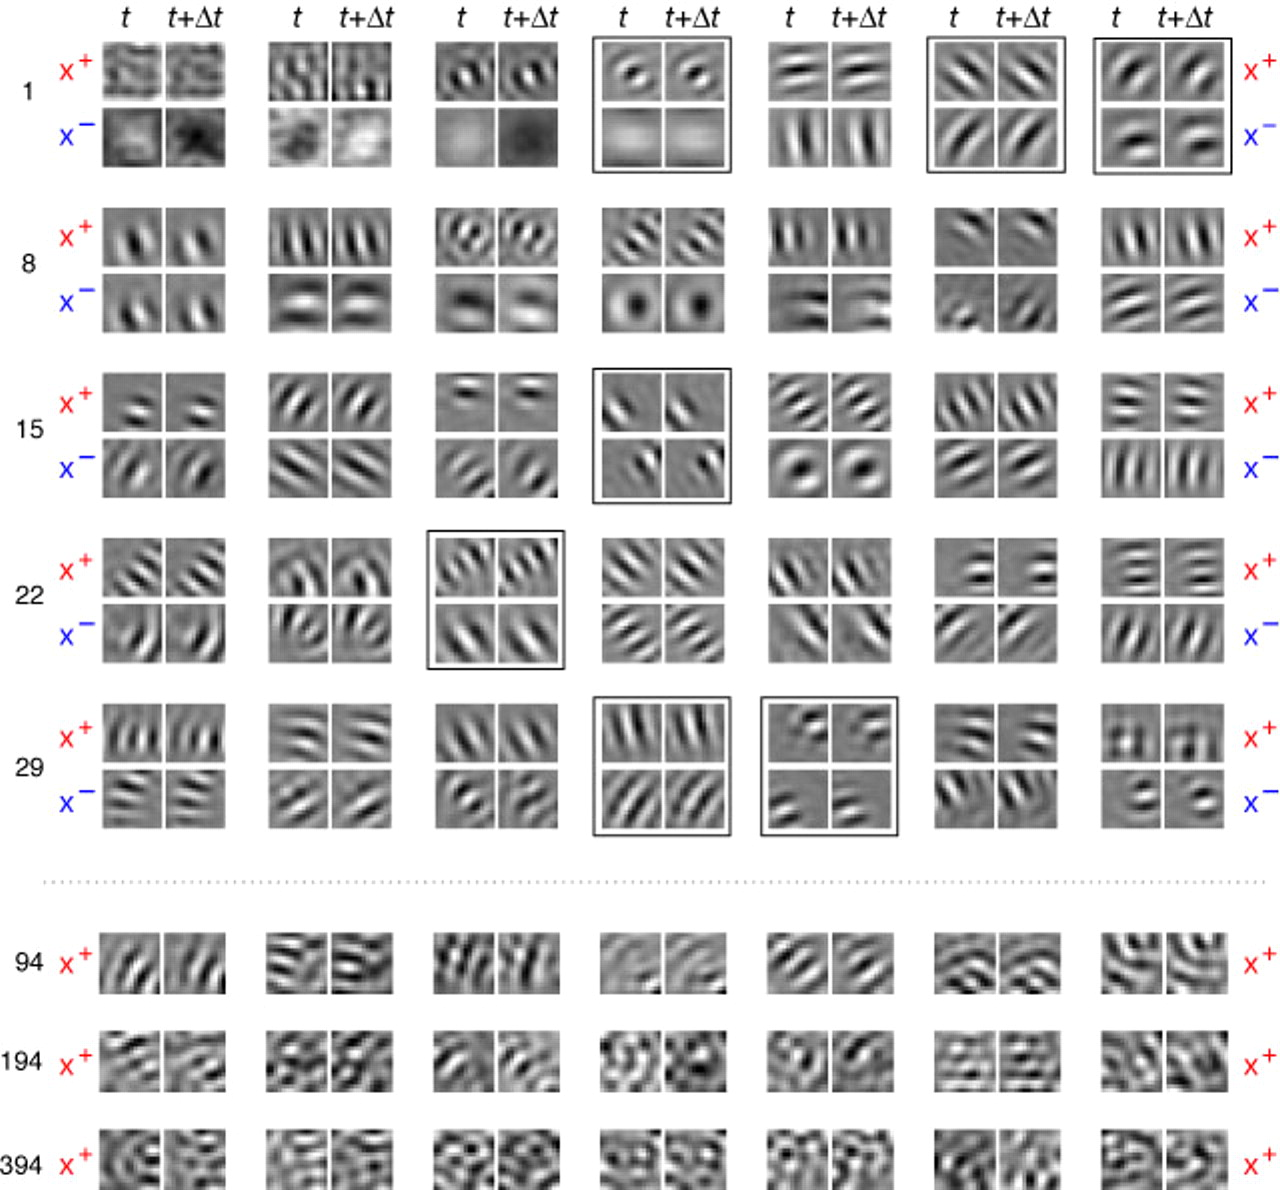 t t+Δt t t+Δt t t+Δt t t+Δt t t+Δt t t+Δt t t+Δt
x+ x+
1
x− x−
x+ x+
8
x− x−
x+ x+
15
x− x−
x+ x+
22
x− x−
x+ x+
29
x− x−
94 x+ x+
194 x+ x+
394 x+ x+